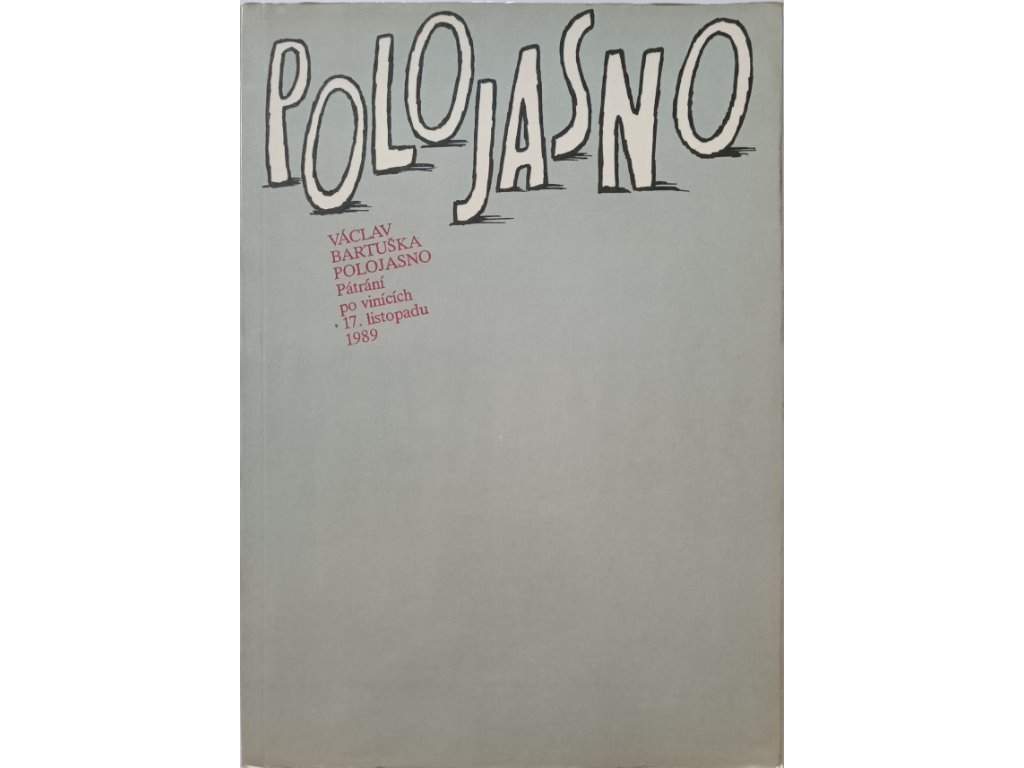 POLOJASNO
VÁCLAV
BARTUŠKA
POLOJASNO
Pátrání
po vinících
17. listopadu
1989